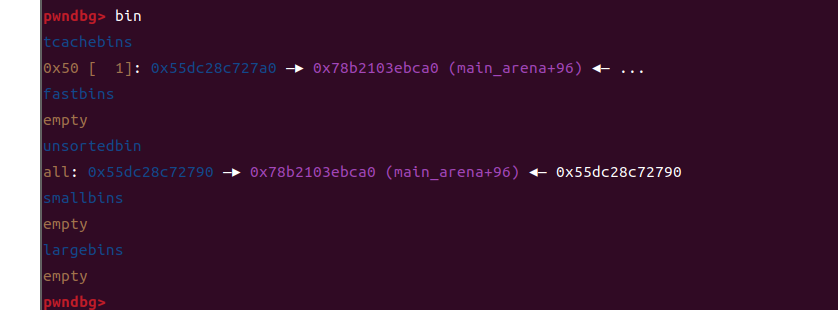 pwndbg> bin
tcachebins
0x50 [  1]: 0x55dc28c727a0 —▸ 0x78b2103ebca0 (main_arena+96) ◂— ...
fastbins
empty
unsortedbin
all: 0x55dc28c72790 —▸ 0x78b2103ebca0 (main_arena+96) ◂— 0x55dc28c72790
smallbins
empty
largebins
empty
pwndbg>